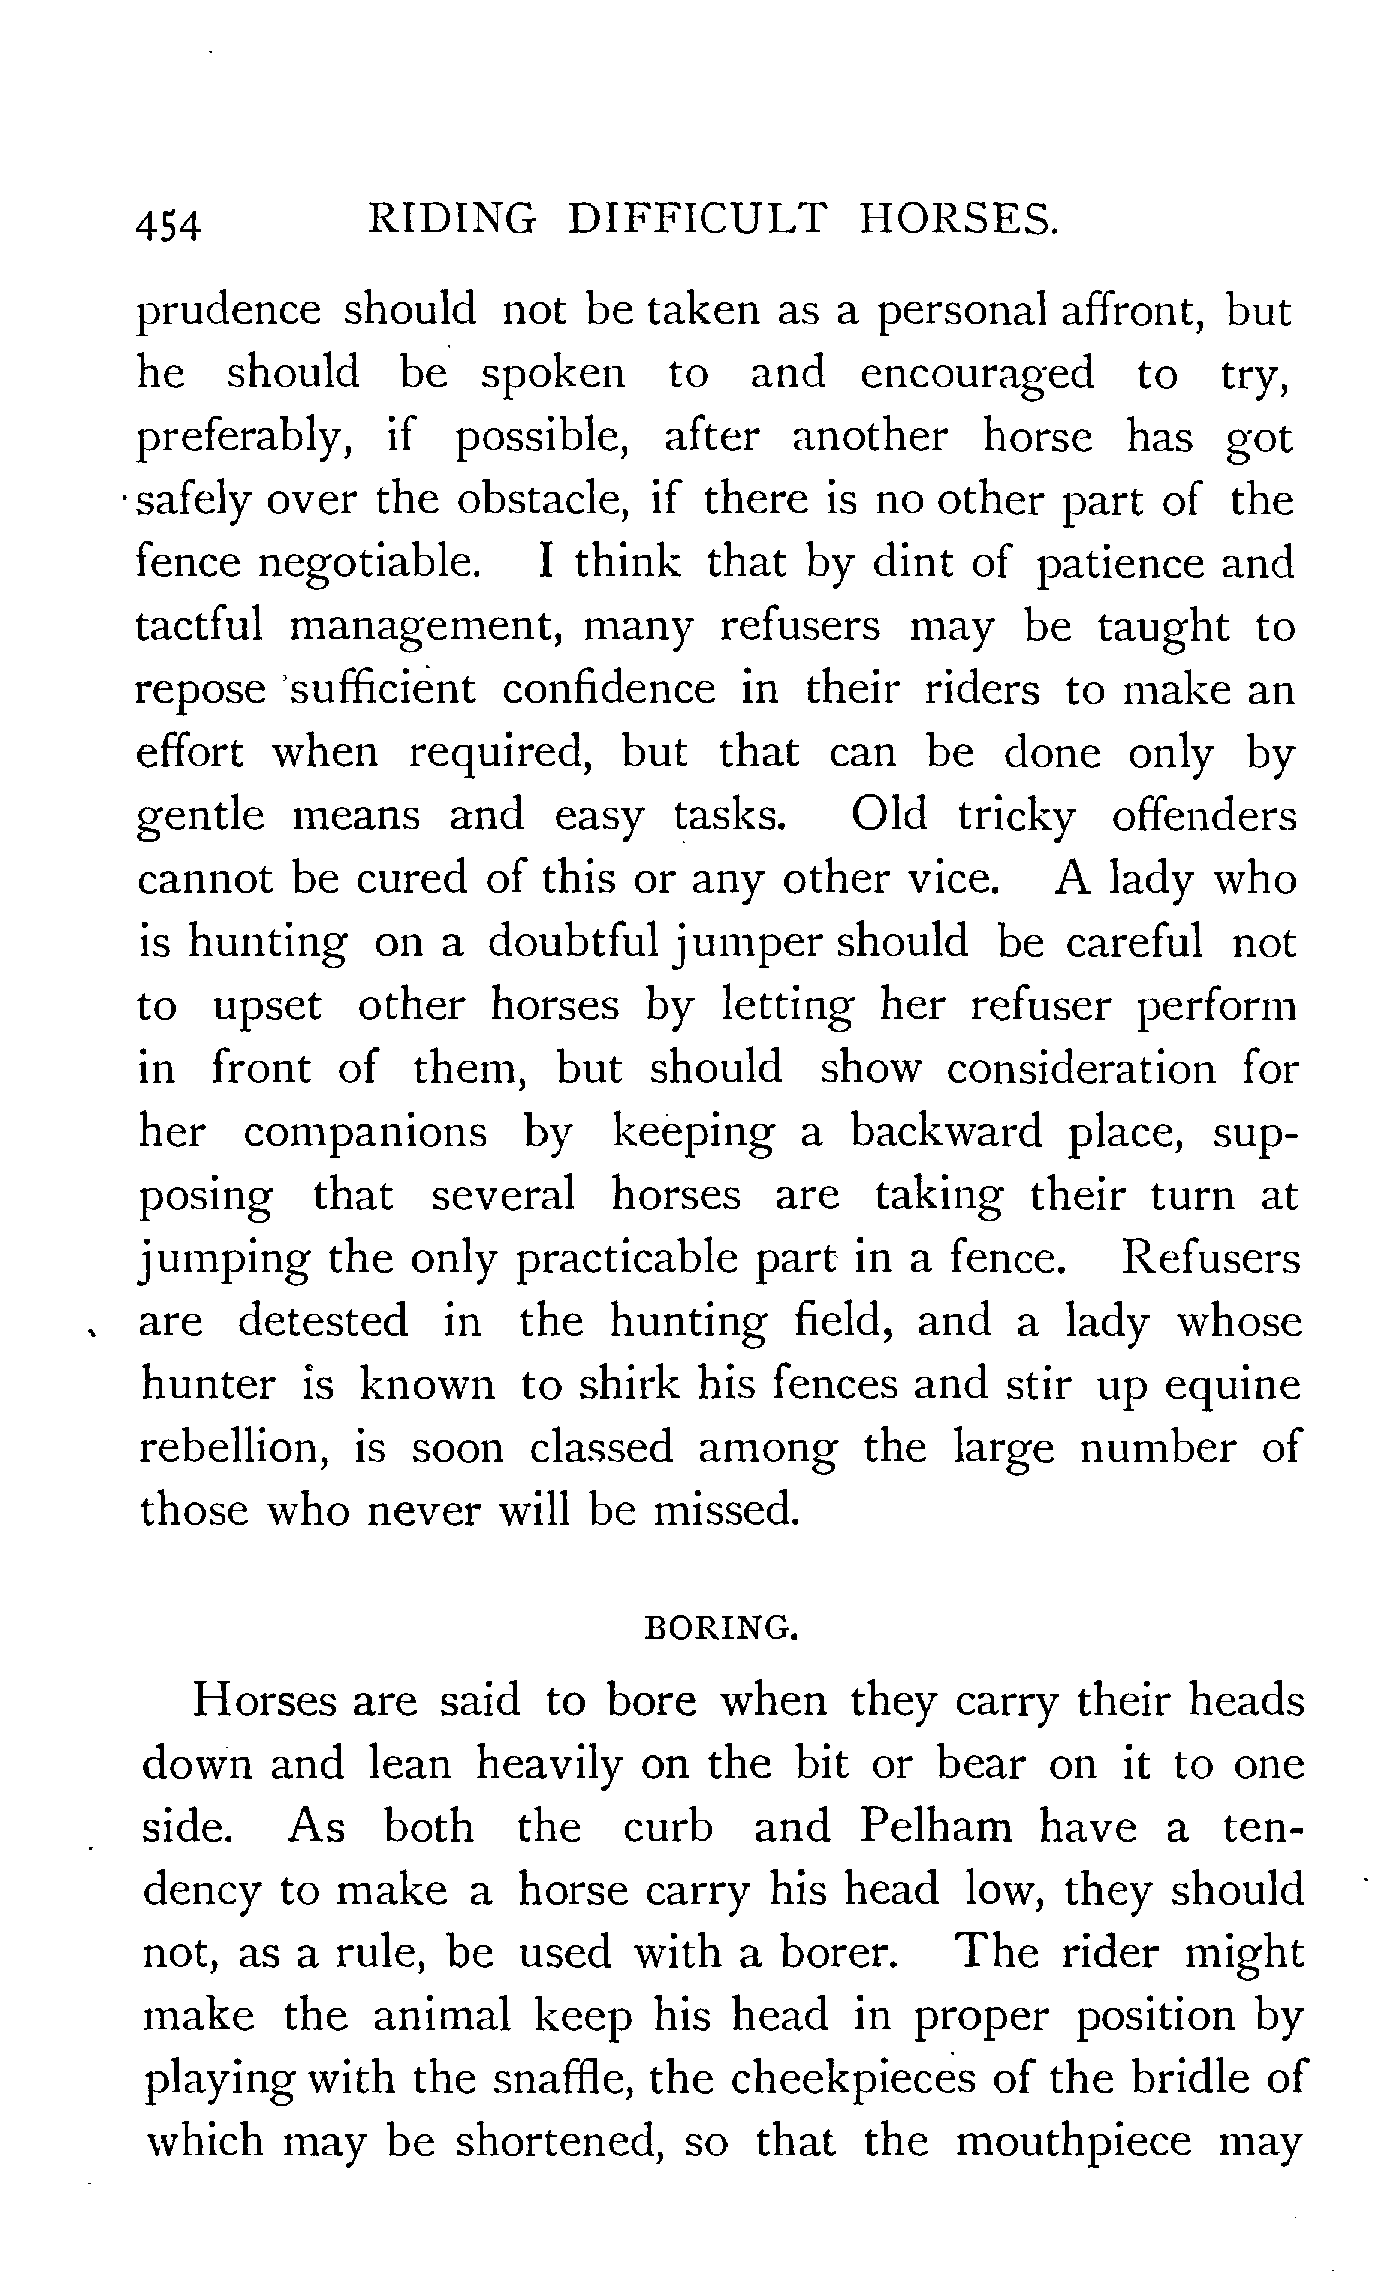 454 RIDING DIFFICULT HORSES.
prudence should not be taken as a personal affront, but
he should be spoken to and encouraged to try,
preferably, if possible, after another horse has got
safely over the obstacle, if there is no other part of the
fence negotiable. I think that by dint of patience and
tactful management, many refusers may be taught to
repose sufficient confidence in their riders to make an
effort when required, but that can be done only by
gentle means and easy tasks. Old tricky offenders
cannot be cured of this or any other vice. A lady who
is hunting on a doubtful jumper should be careful not
to upset other horses by letting her refuser perform
in front of them, but should show consideration for
her companions by keeping a backward place, sup-
posing that several horses are taking their turn at
jumping the only practicable part in a fence. Refusers
are detested in the hunting field, and a lady whose
hunter is known to shirk his fences and stir up equine
rebellion, is soon classed among the large number of
those who never will be missed.
BORING.
Horses are said to bore when they carry their heads
down and lean heavily on the bit or bear on it to one
side. As both the curb and Pelham have a ten-
dency to make a horse carry his head low, they should
not, as a rule, be used with a borer. The rider might
make the animal keep his head in proper position by
playing with the snaffle, the cheekpieces of the bridle of
which may be shortened, so that the mouthpiece may